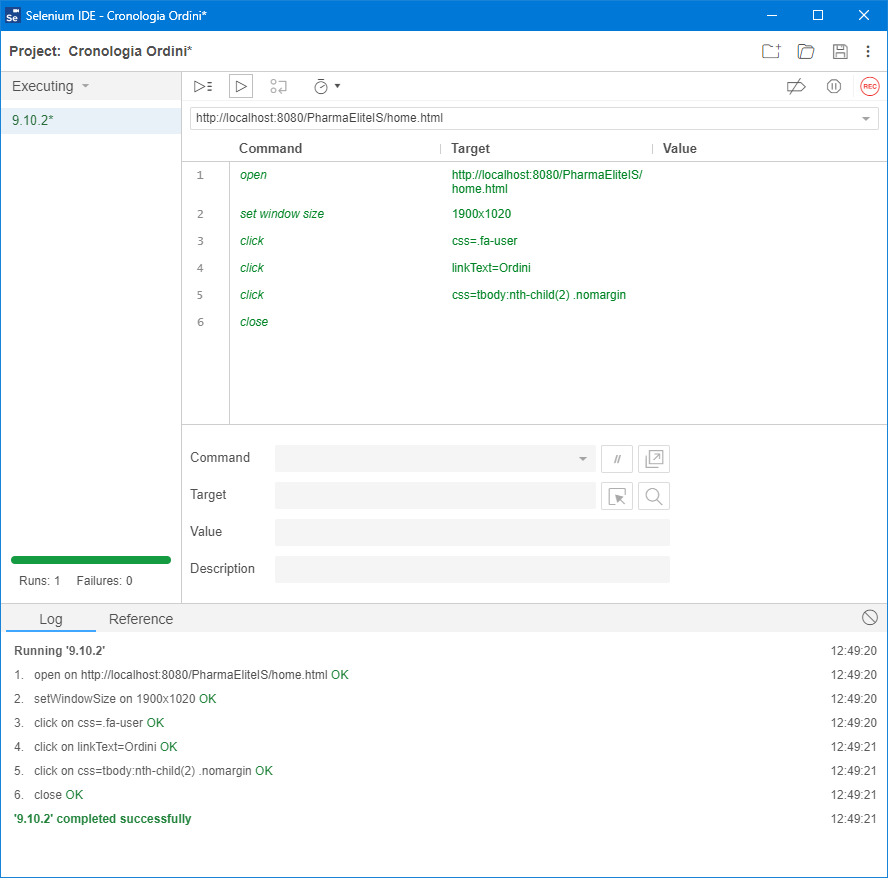 Selenium IDE - Cronologia Ordini*
Project: Cronologia Ordini*
Executing
REC
9.10.2*
http://localhost:8080/PharmaEliteIS/home.html
Command Target Value
1 open http://localhost:8080/PharmaEliteIS/
home.html
2 set window size 1900x1020
3 click css=.fa-user
4 click linkText=Ordini
5 click css=tbody:nth-child(2) .nomargin
6 close
Command //
Target
Value
Description
Runs: 1 Failures: 0
Log Reference
Running '9.10.2' 12:49:20
1. open on http://localhost:8080/PharmaEliteIS/home.html OK 12:49:20
2. setWindowSize on 1900x1020 OK 12:49:20
3. click on css=.fa-user OK 12:49:20
4. click on linkText=Ordini OK 12:49:21
5. click on css=tbody:nth-child(2) .nomargin OK 12:49:21
6. close OK 12:49:21
'9.10.2' completed successfully 12:49:21